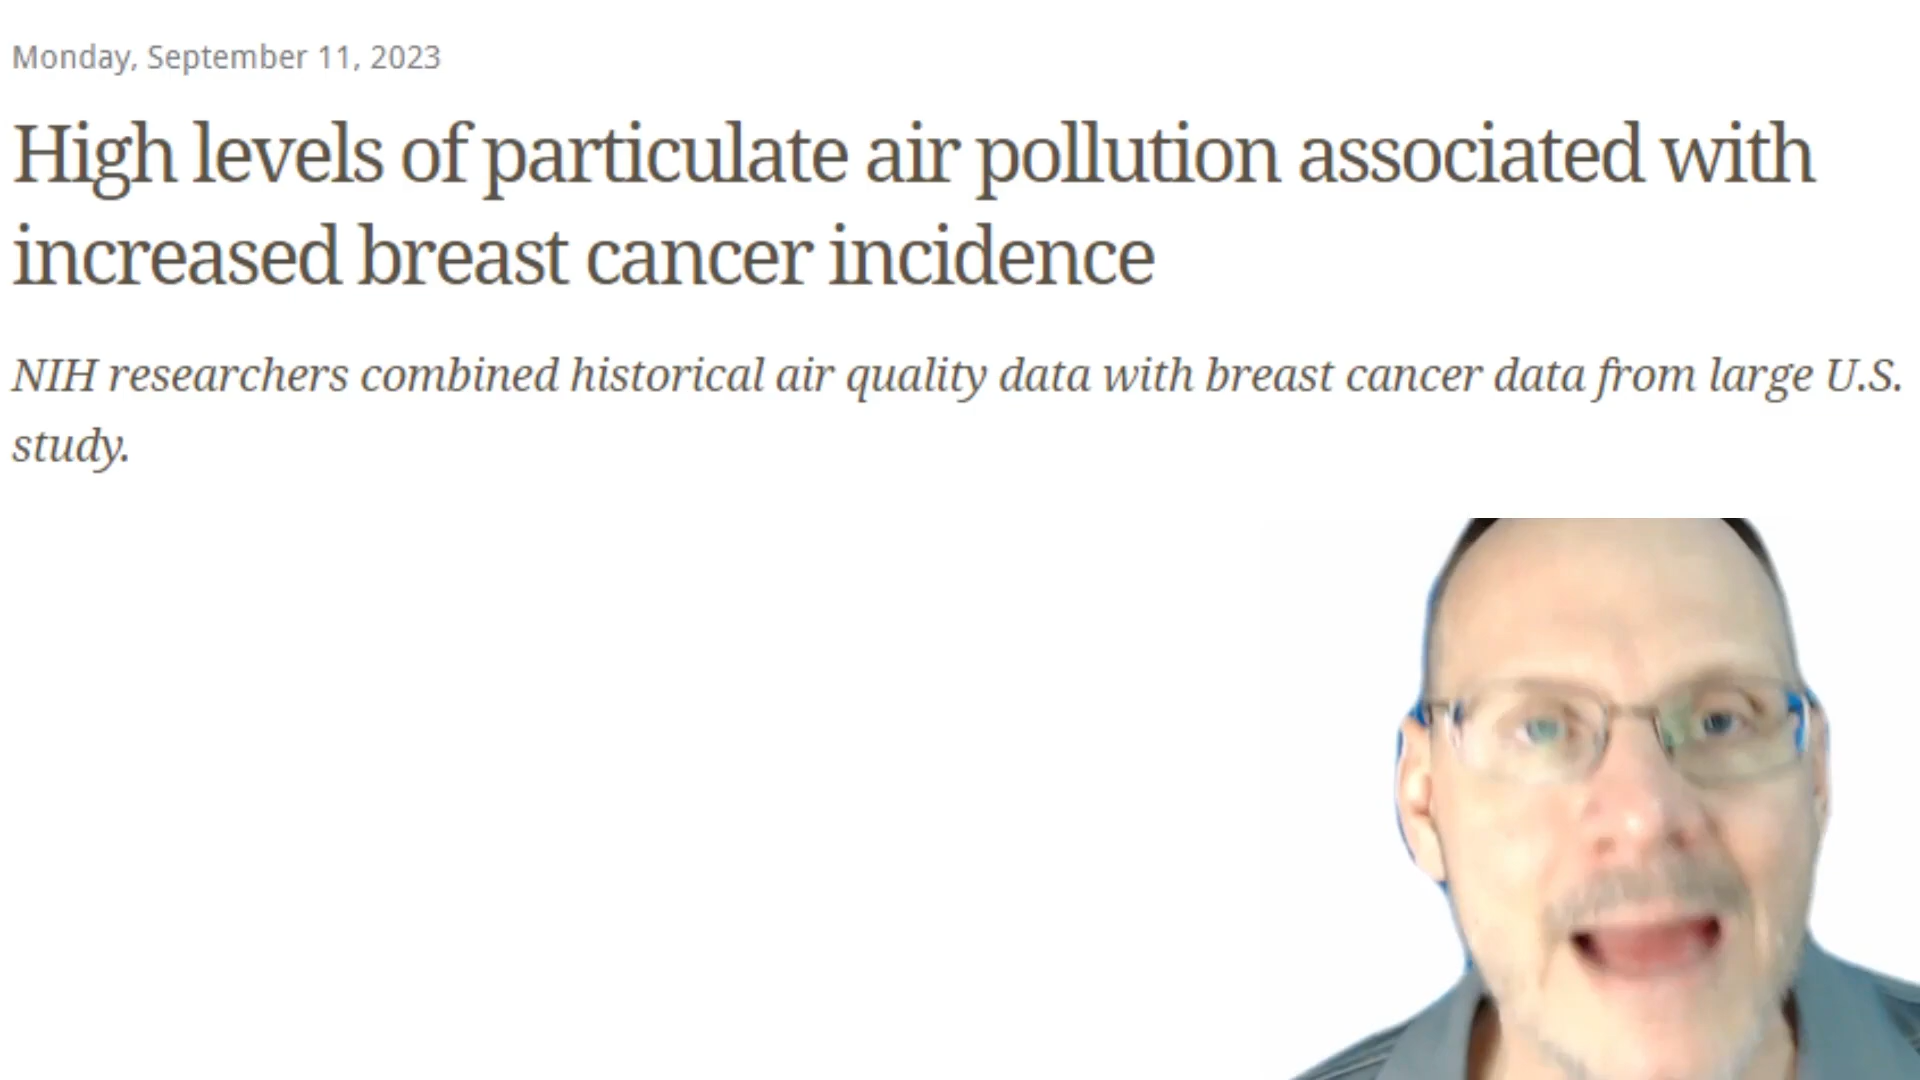 Monday, September 11, 2023
High levels of particulate air pollution associated with
increased breast cancer incidence
NIH researchers combined historical air quality data with breast cancer data from large U.S.
study.